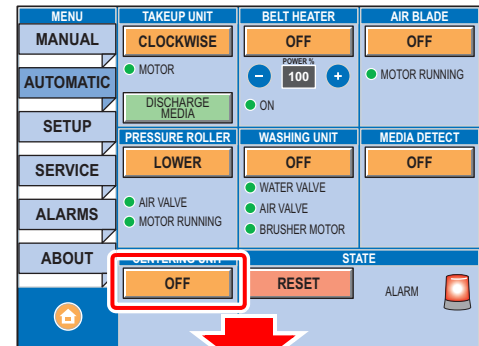 MENU
MANUAL
AUTOMATIC
SETUP
SERVICE
ALARMS
ABOUT
TAKEUP UNIT
CLOCKWISE
MOTOR
DISCHARGE
MEDIA
BELT HEATER
OFF
POWER %
- 100 +
ON
AIR BLADE
OFF
MOTOR RUNNING
PRESSURE ROLLER
LOWER
AIR VALVE
MOTOR RUNNING
WASHING UNIT
OFF
WATER VALVE
AIR VALVE
BRUSHER MOTOR
MEDIA DETECT
OFF
CENTERING UNIT
OFF
STATE
RESET
ALARM